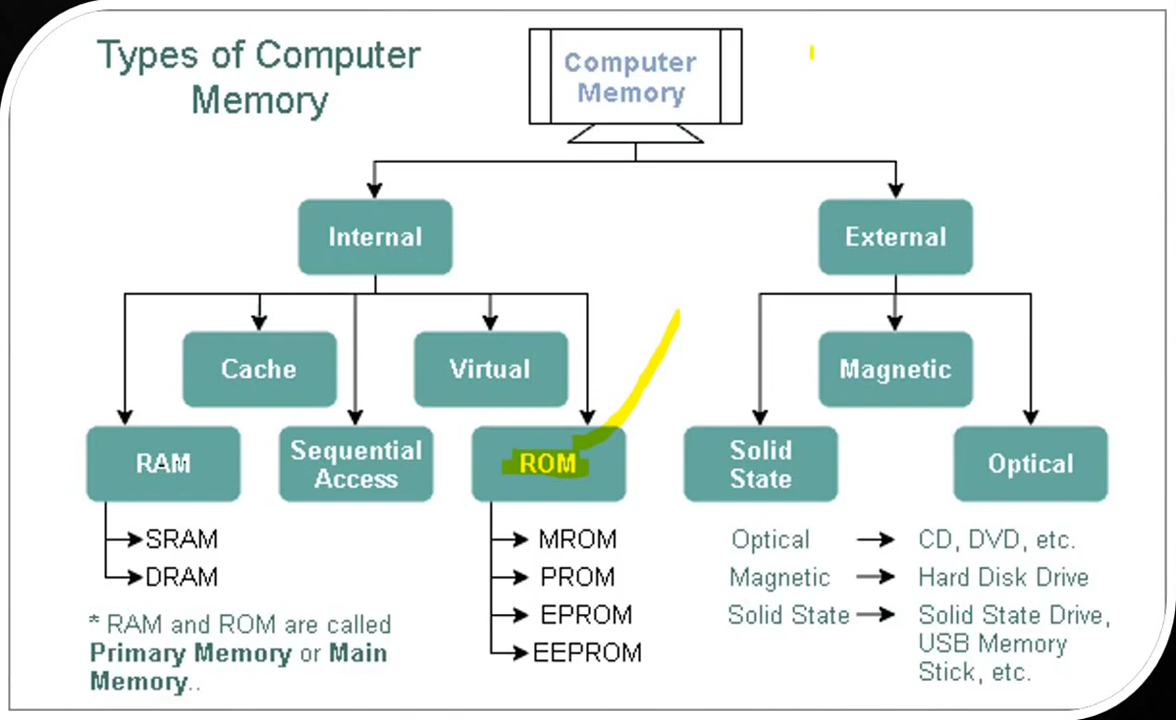 Types of Computer
Memory
Computer
Memory
Internal
External
Cache
Virtual
Magnetic
RAM
Sequential
Access
ROM
Solid
State
Optical
SRAM
DRAM
MROM
PROM
EPROM
EEPROM
* RAM and ROM are called
Primary Memory or Main
Memory..
Optical → CD, DVD, etc.
Magnetic → Hard Disk Drive
Solid State → Solid State Drive,
USB Memory
Stick, etc.